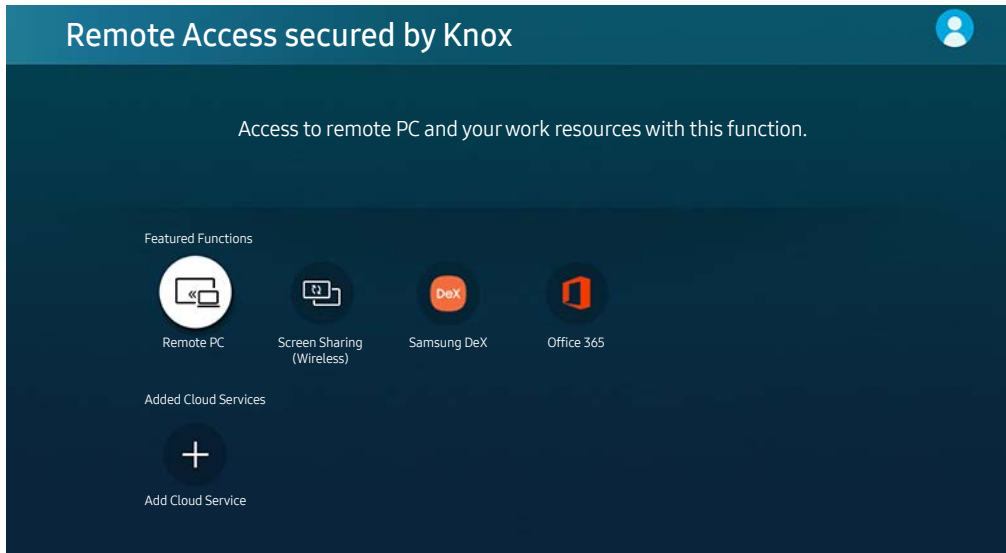 Remote Access secured by Knox
Access to remote PC and your work resources with this function.
Featured Functions
DeX
Remote PC
Screen Sharing
(Wireless)
Samsung DeX
Office 365
Added Cloud Services
Add Cloud Service